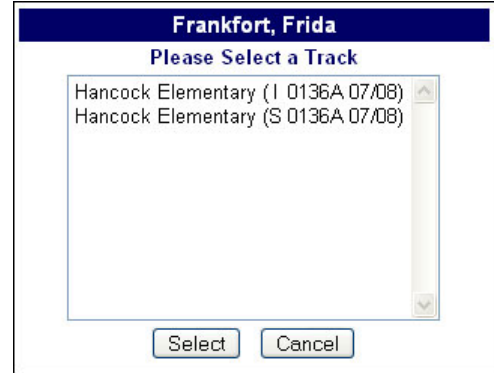 Frankfort, Frida
Please Select a Track
Hancock Elementary ( I 0136A 07/08)
Hancock Elementary (S 0136A 07/08)
Select Cancel